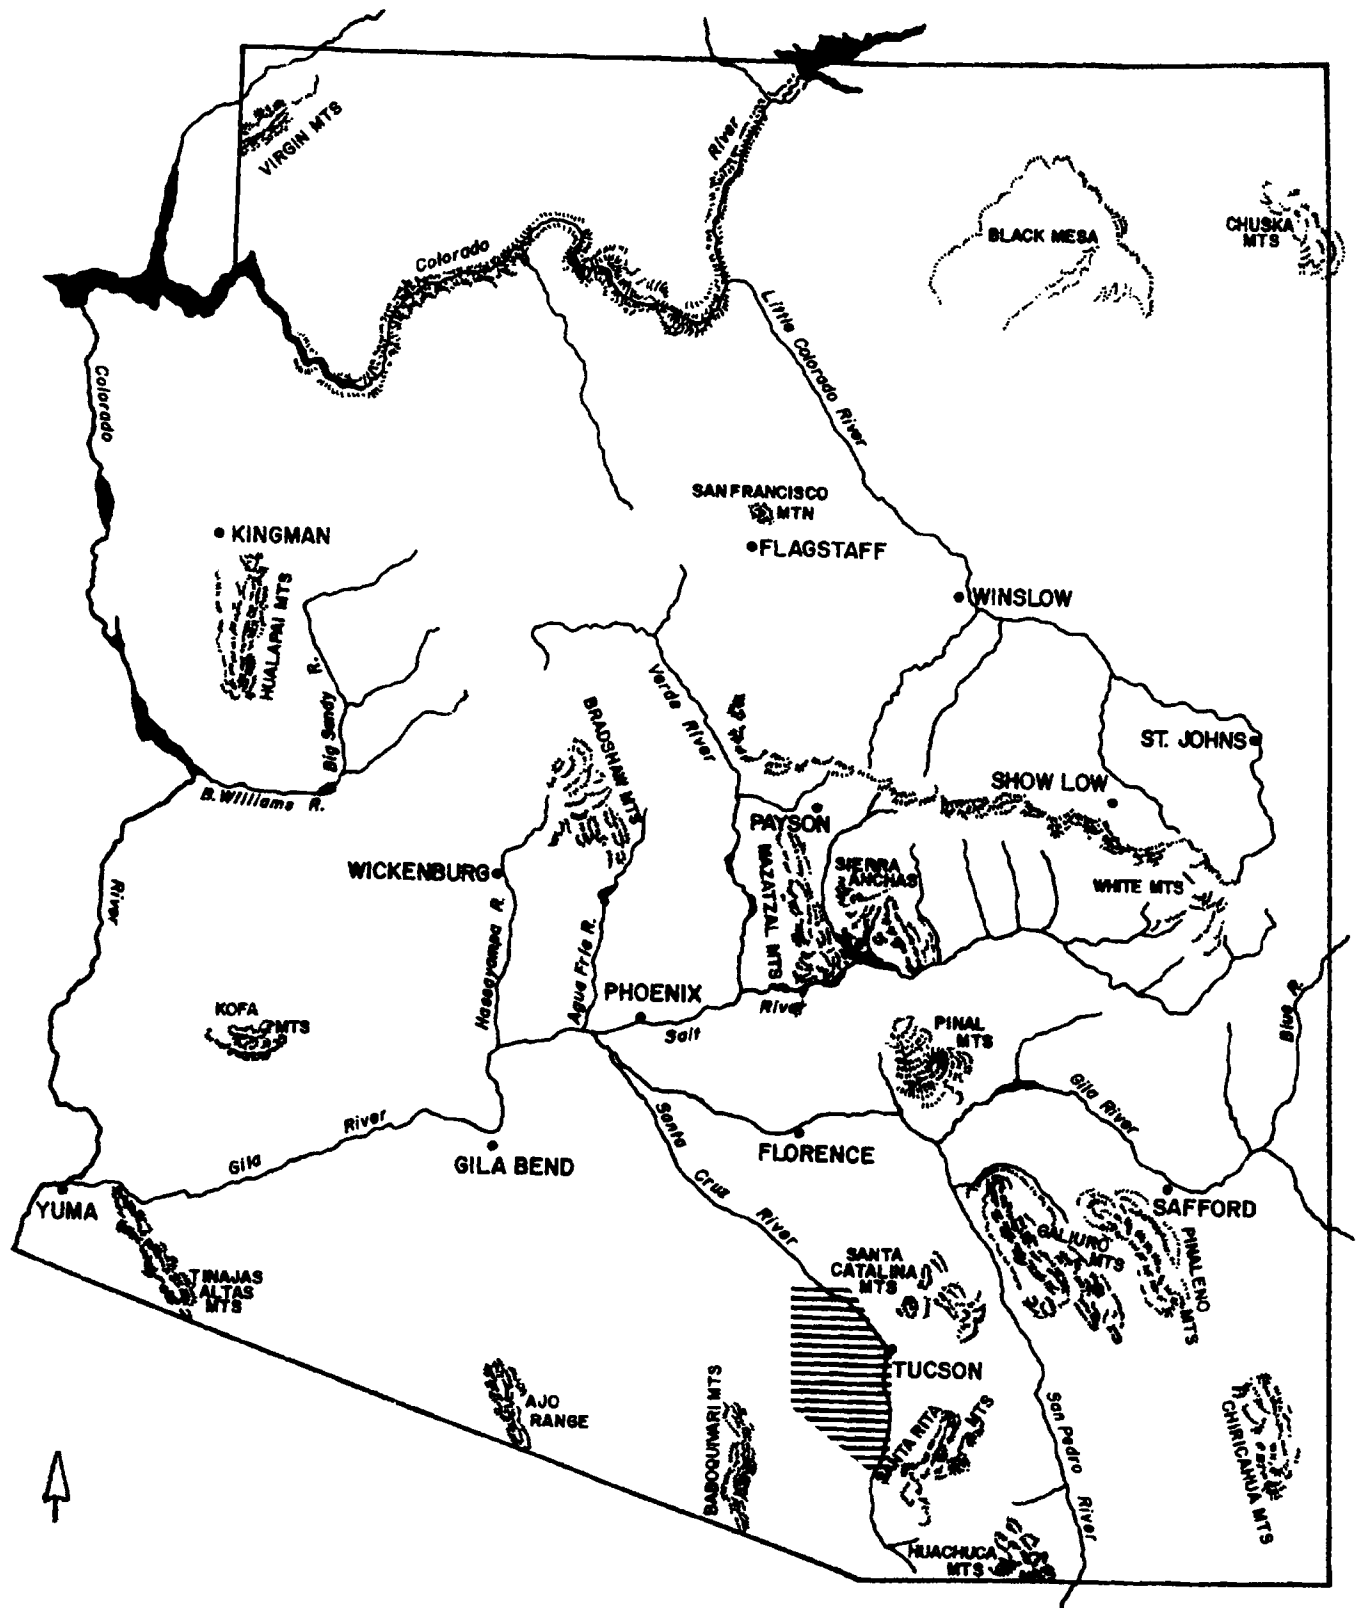 VIRGIN MTS
River
BLACK MESA
CHUSKA
MTS
Colorado
Little Colorado River
Colorado
SAN FRANCISCO
MTN
KINGMAN
FLAGSTAFF
HUALAPAI MTS
WINSLOW
Big Sandy R.
Verde River
BRADSHAW MTS
ST. JOHNS
B. Williams R.
SHOW LOW
PAYSON
WICKENBURG
MAZATZAL MTS
SIERRA
ANCHAS
WHITE MTS
River
Hassayampa R.
Agua Fria R.
PHOENIX
River
Salt
KOFA
MTS
PINAL
MTS
Blue R.
Gila River
River
Gila
Santa Cruz River
GILA BEND
FLORENCE
YUMA
SAFFORD
GALIURO
MTS
PINALENO MTS
SANTA
CATALINA
MTS
TINAJAS
ALTAS
MTS
TUCSON
AJO
RANGE
BABOQUIVARI MTS
SANTA RITA MTS
San Pedro River
CHIRICAHUA MTS
HUACHUCA
MTS